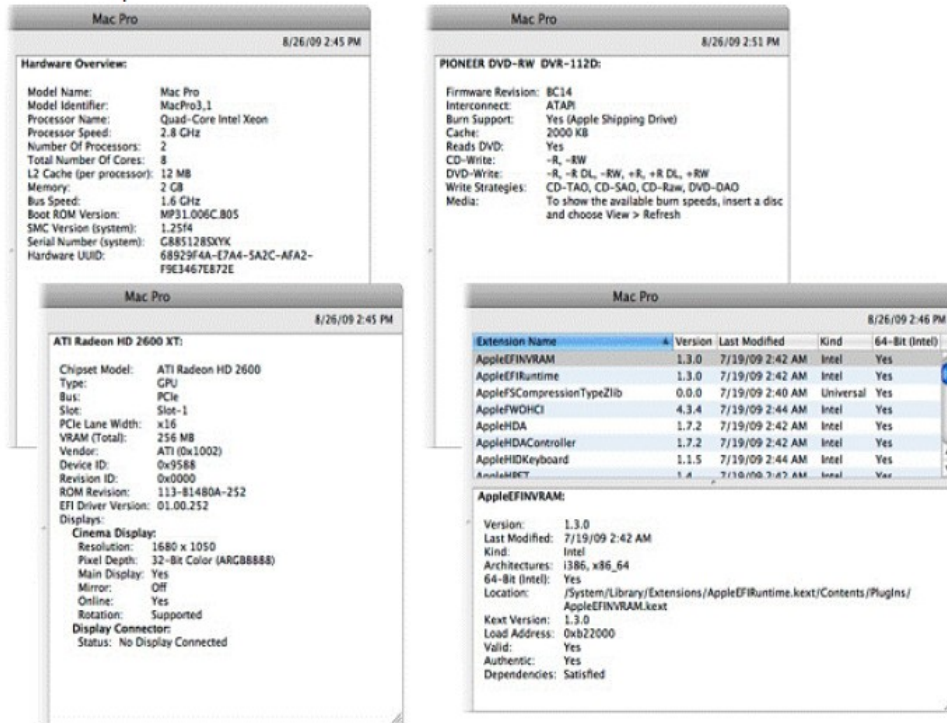 Mac Pro
8/26/09 2:45 PM
Hardware Overview:
Model Name: Mac Pro
Model Identifier: MacPro3,1
Processor Name: Quad-Core Intel Xeon
Processor Speed: 2.8 GHz
Number Of Processors: 2
Total Number Of Cores: 8
L2 Cache (per processor): 12 MB
Memory: 2 GB
Bus Speed: 1.6 GHz
Boot ROM Version: MP31.006C.B05
SMC Version (system): 1.25f4
Serial Number (system): G885128SXYK
Hardware UUID: 68929F4A-E7A4-5A2C-AFA2-
F9E3467E872E
Mac Pro
8/26/09 2:51 PM
PIONEER DVD-RW DVR-112D:
Firmware Revision: BC14
Interconnect: ATAPI
Burn Support: Yes (Apple Shipping Drive)
Cache: 2000 KB
Reads DVD: Yes
CD-Write: -R, -RW
DVD-Write: -R, -R DL, -RW, +R, +R DL, +RW
Write Strategies: CD-TAO, CD-SAO, CD-Raw, DVD-DAO
Media: To show the available burn speeds, insert a disc
and choose View > Refresh
Mac Pro
8/26/09 2:45 PM
ATI Radeon HD 2600 XT:
Chipset Model: ATI Radeon HD 2600
Type: GPU
Bus: PCIe
Slot: Slot-1
PCIe Lane Width: x16
VRAM (Total): 256 MB
Vendor: ATI (0x1002)
Device ID: 0x9588
Revision ID: 0x0000
ROM Revision: 113-B1480A-252
EFI Driver Version: 01.00.252
Displays:
Cinema Display:
Resolution: 1680 x 1050
Pixel Depth: 32-Bit Color (ARGB8888)
Main Display: Yes
Mirror: Off
Online: Yes
Rotation: Supported
Display Connector:
Status: No Display Connected
Mac Pro
8/26/09 2:46 PM
Extension Name Version Last Modified Kind 64-Bit (Intel)
AppleEFINVRAM 1.3.0 7/19/09 2:42 AM Intel Yes
AppleEFIRuntime 1.3.0 7/19/09 2:42 AM Intel Yes
AppleFSCompressionTypeZlib 0.0.0 7/19/09 2:40 AM Universal Yes
AppleFWOHCI 4.3.4 7/19/09 2:44 AM Intel Yes
AppleHDA 1.7.2 7/19/09 2:42 AM Intel Yes
AppleHDAController 1.7.2 7/19/09 2:42 AM Intel Yes
AppleHIDKeyboard 1.1.5 7/19/09 2:44 AM Intel Yes
AppleHPET 1.4 7/19/09 2:42 AM Intel Yes
AppleEFINVRAM:
Version: 1.3.0
Last Modified: 7/19/09 2:42 AM
Kind: Intel
Architectures: i386, x86_64
64-Bit (Intel): Yes
Location: /System/Library/Extensions/AppleEFIRuntime.kext/Contents/PlugIns/
AppleEFINVRAM.kext
Kext Version: 1.3.0
Load Address: 0xb22000
Valid: Yes
Authentic: Yes
Dependencies: Satisfied